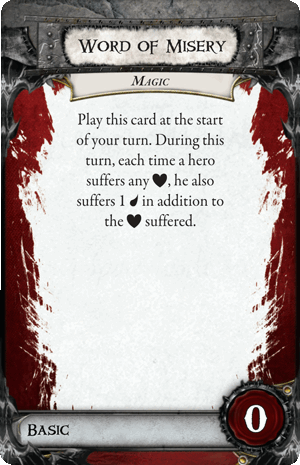 Word of Misery
Magic
Play this card at the start
of your turn. During this
turn, each time a hero
suffers any ♥, he also
suffers 1 🌢 in addition to
the ♥ suffered.
0
Basic